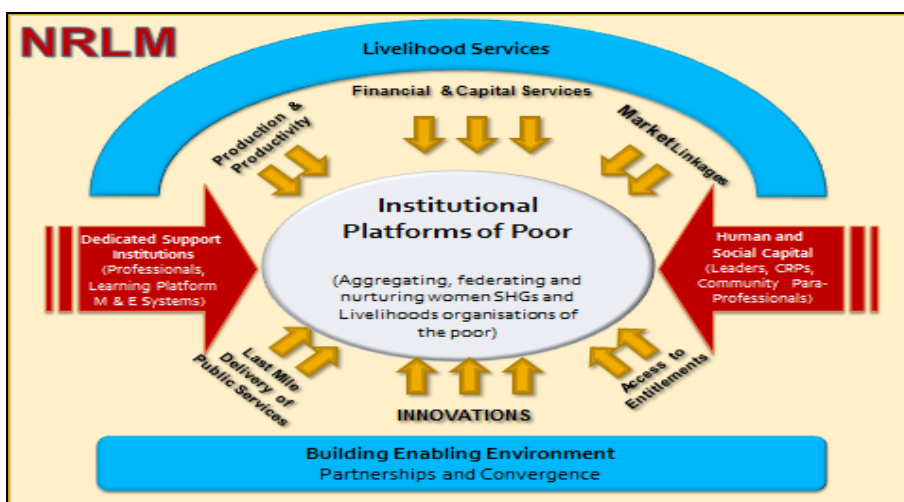 NRLM
Livelihood Services
Financial & Capital Services
Production &
Productivity
Market Linkages
Institutional
Platforms of Poor
(Aggregating, federating and
nurturing women SHGs and
Livelihoods organisations of
the poor)
Dedicated Support
Institutions
(Professionals,
Learning Platform
M & E Systems)
Human and
Social Capital
(Leaders, CRPs,
Community Para-
Professionals)
Last Mile
Delivery of
Public Services
INNOVATIONS
Access to
Entitlements
Building Enabling Environment
Partnerships and Convergence